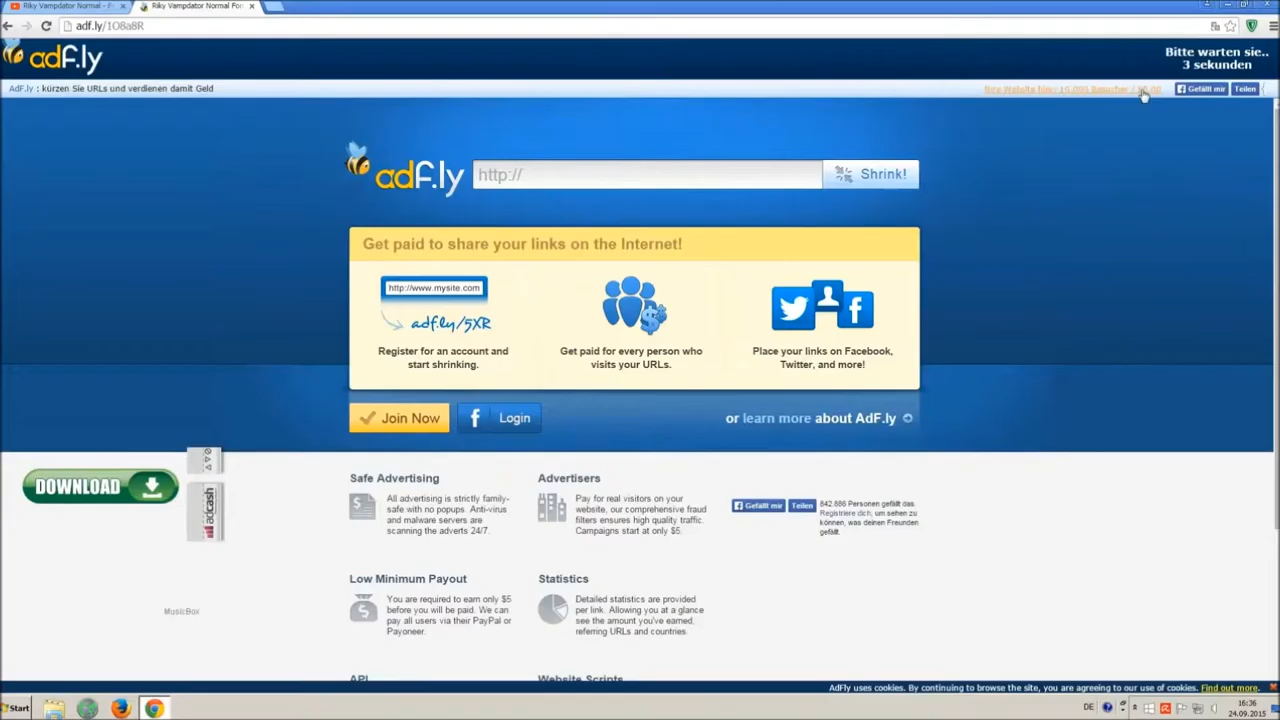 Riky Vampdator Normal - 
Riky Vampdator Normal For
adf.ly/1O8a8R
adf.ly
Bitte warten sie..
3 sekunden
AdF.ly : kürzen Sie URLs und verdienen damit Geld
Ihre Website hier: 10.000 Besucher /
Gefällt mir
Teilen
adf.ly
http://
Shrink!
Get paid to share your links on the Internet!
http://www.mysite.com
adf.ly/5XR
Register for an account and
start shrinking.
Get paid for every person who
visits your URLs.
Place your links on Facebook,
Twitter, and more!
Join Now
Login
or learn more about AdF.ly
DOWNLOAD
adcash
MusicBox
Safe Advertising
All advertising is strictly family-
safe with no popups. Anti-virus
and malware servers are
scanning the adverts 24/7.
Advertisers
Pay for real visitors on your
website, our comprehensive fraud
filters ensure high quality traffic.
Campaigns start at only $5.
Gefällt mir
Teilen
842.886 Personen gefällt das.
Registriere dich, um sehen zu
können, was deinen Freunden
gefällt.
Low Minimum Payout
You are required to earn only $5
before you will be paid. We can
pay all users via their PayPal or
Payoneer.
Statistics
Detailed statistics are provided
per link. Allowing you at a glance
see the amount you've earned,
referring URLs and countries.
API
Website Scripts
AdFly uses cookies. By continuing to browse the site, you are agreeing to our use of cookies. Find out more.
Start
DE
16:36
24.09.2015